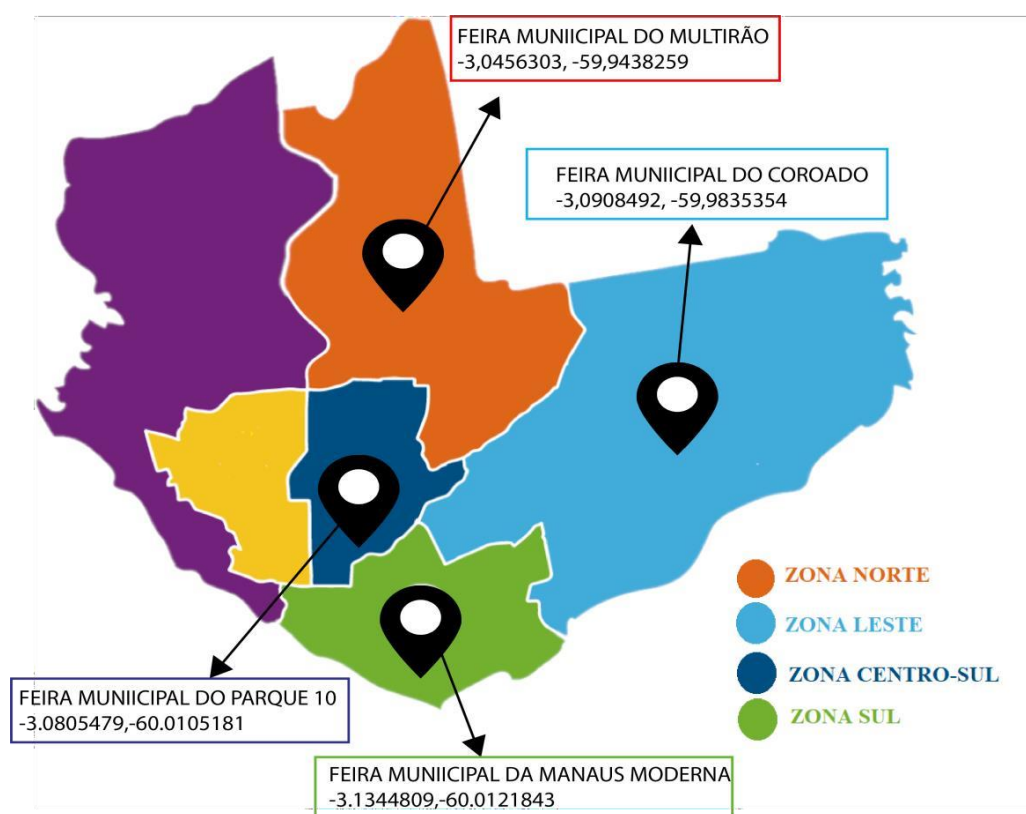 FEIRA MUNIICIPAL DO MULTIRÃO
-3,0456303, -59,9438259
FEIRA MUNIICIPAL DO COROADO
-3,0908492, -59,9835354
ZONA NORTE
ZONA LESTE
ZONA CENTRO-SUL
ZONA SUL
FEIRA MUNIICIPAL DO PARQUE 10
-3.0805479,-60.0105181
FEIRA MUNIICIPAL DA MANAUS MODERNA
-3.1344809,-60.0121843